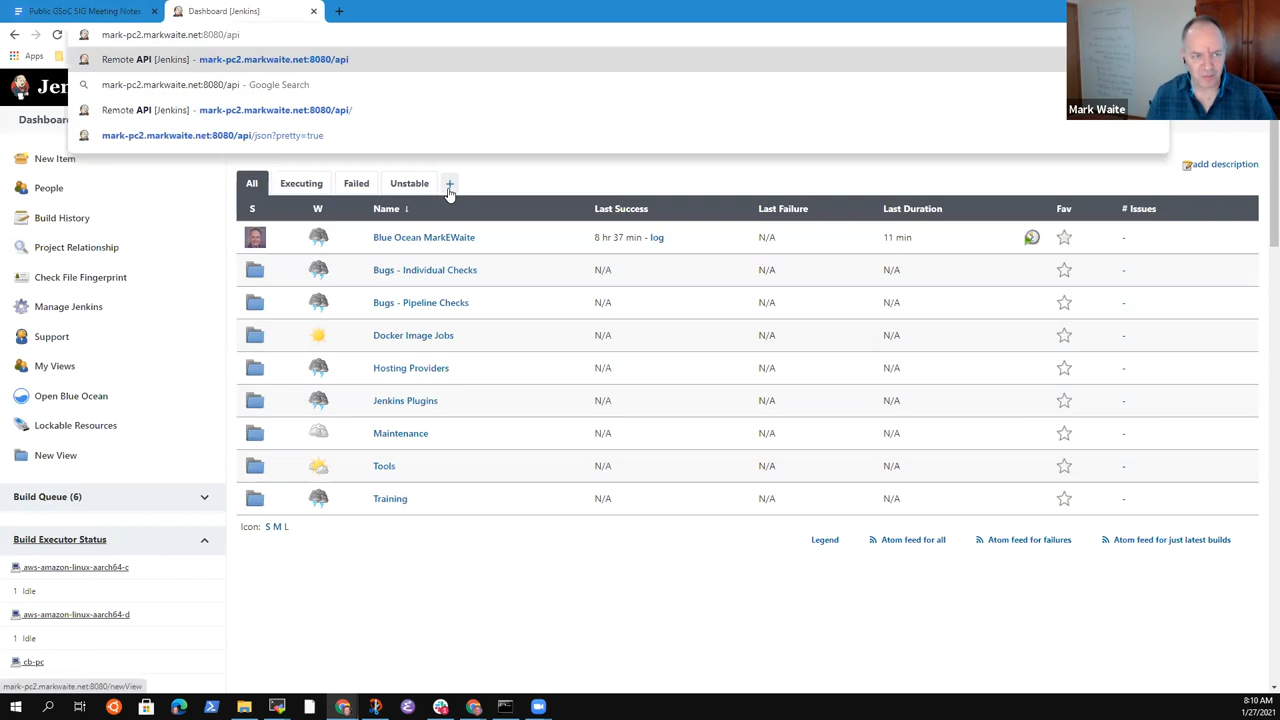 Public GSoC SIG Meeting Notes
Dashboard [Jenkins]
mark-pc2.markwaite.net:8080/api
Apps
Remote API [Jenkins] - mark-pc2.markwaite.net:8080/api
mark-pc2.markwaite.net:8080/api - Google Search
Remote API [Jenkins] - mark-pc2.markwaite.net:8080/api/
mark-pc2.markwaite.net:8080/api/json?pretty=true
Mark Waite
Jen
Dashboard
New Item
People
Build History
Project Relationship
Check File Fingerprint
Manage Jenkins
Support
My Views
Open Blue Ocean
Lockable Resources
New View
Build Queue (6)
Build Executor Status
aws-amazon-linux-aarch64-c
1 Idle
aws-amazon-linux-aarch64-d
1 Idle
cb-pc
mark-pc2.markwaite.net:8080/newView
add description
All Executing Failed Unstable +
S W Name ↓ Last Success Last Failure Last Duration Fav # Issues
Blue Ocean MarkEWaite 8 hr 37 min - log N/A 11 min -
Bugs - Individual Checks N/A N/A N/A -
Bugs - Pipeline Checks N/A N/A N/A -
Docker Image Jobs N/A N/A N/A -
Hosting Providers N/A N/A N/A -
Jenkins Plugins N/A N/A N/A -
Maintenance N/A N/A N/A -
Tools N/A N/A N/A -
Training N/A N/A N/A -
Icon: S M L
Legend Atom feed for all Atom feed for failures Atom feed for just latest builds
8:10 AM
1/27/2021